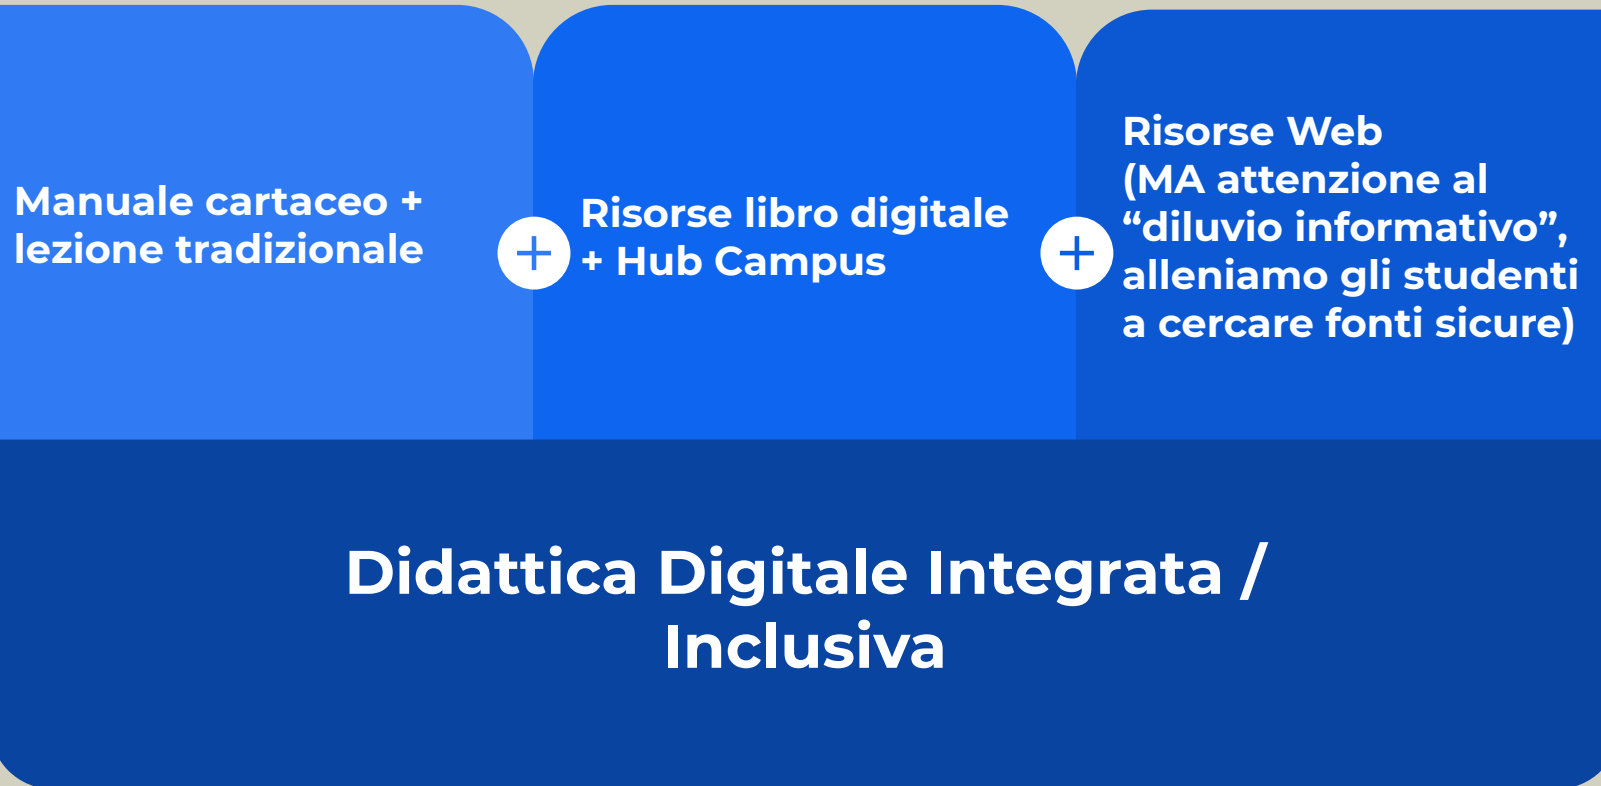 Manuale cartaceo +
lezione tradizionale
+
Risorse libro digitale
+ Hub Campus
+
Risorse Web
(MA attenzione al
“diluvio informativo”,
alleniamo gli studenti
a cercare fonti sicure)
Didattica Digitale Integrata /
Inclusiva